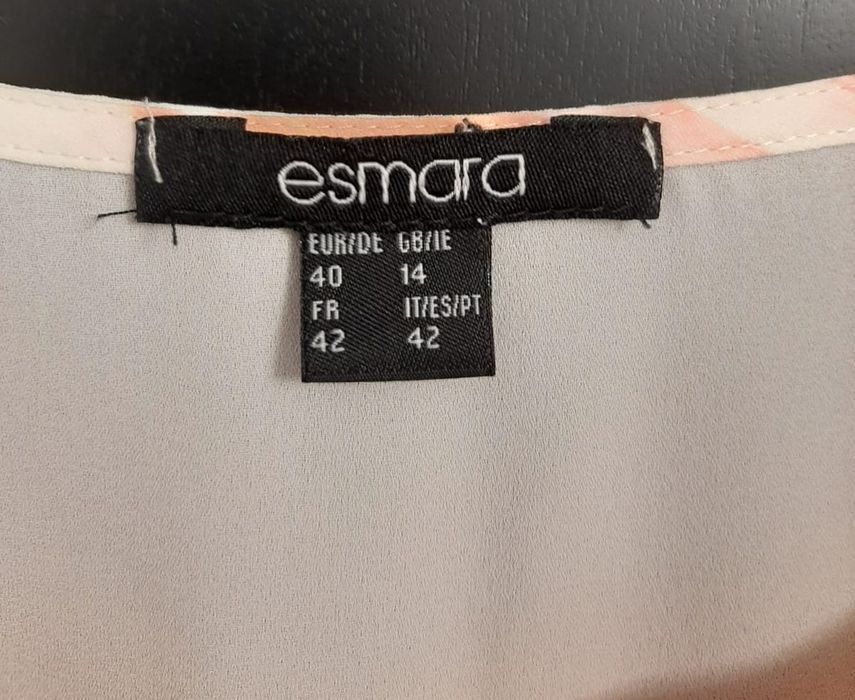 esmara
EUR/DE GB/IE
40 14
FR IT/ES/PT
42 42